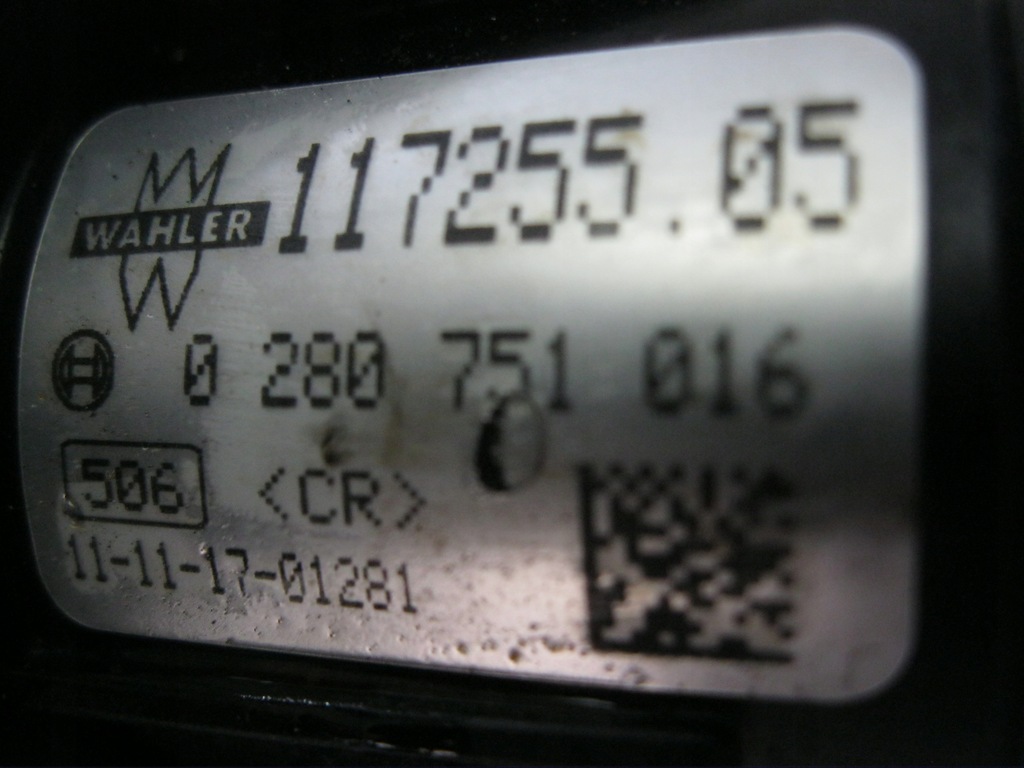 WAHLER 117255.05
0 280 751 016
506 <CR>
11-11-17-01281